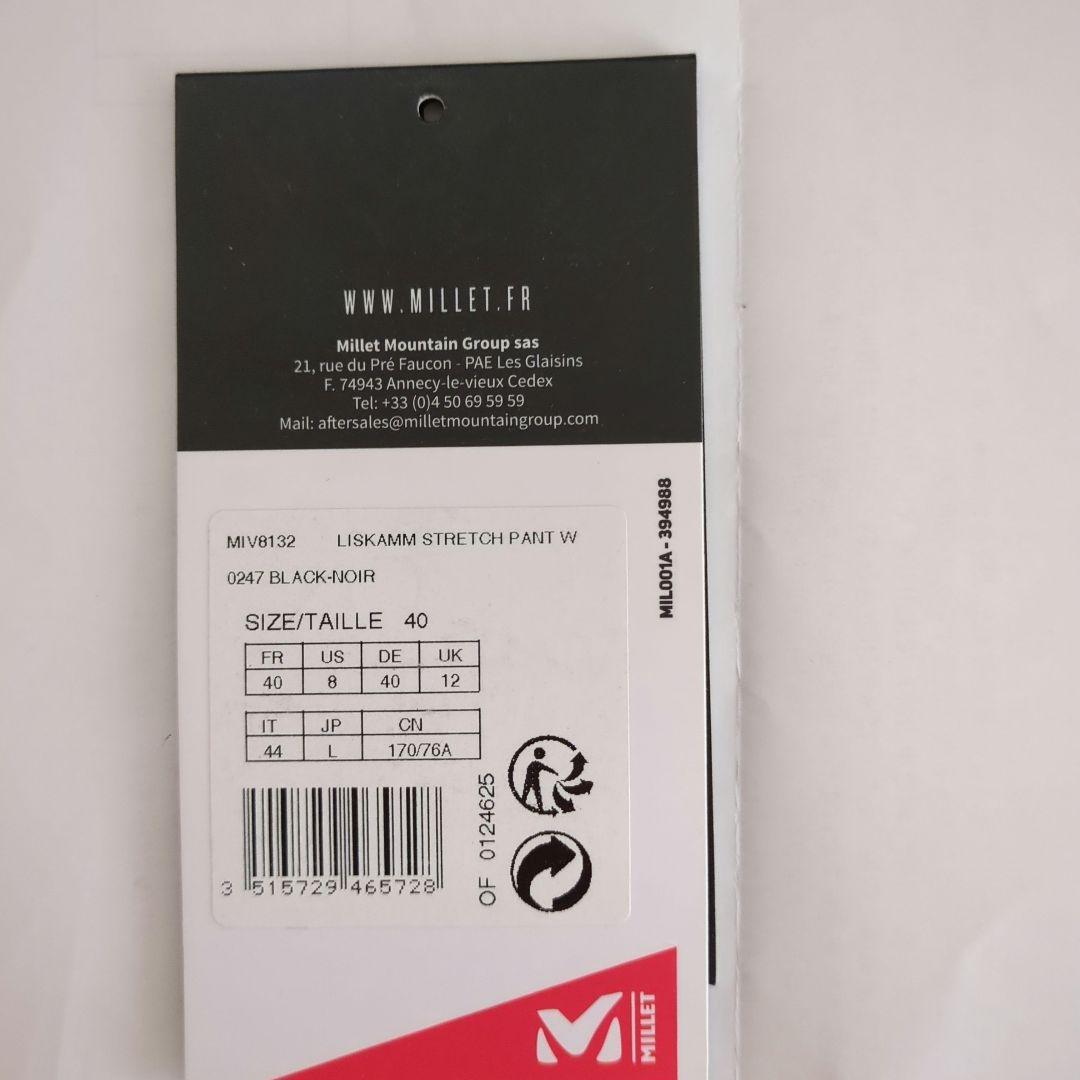 WWW.MILLET.FR
Millet Mountain Group sas
21, rue du Pré Faucon - PAE Les Glaisins
F. 74943 Annecy-le-vieux Cedex
Tel: +33 (0)4 50 69 59 59
Mail: aftersales@milletmountaingroup.com
MIL001A - 394988
MIV8132 LISKAMM STRETCH PANT W
0247 BLACK-NOIR
SIZE/TAILLE 40
FR US DE UK
40 8 40 12
IT JP CN
44 L 170/76A
3 515729 465728
OF 0124625
MILLET